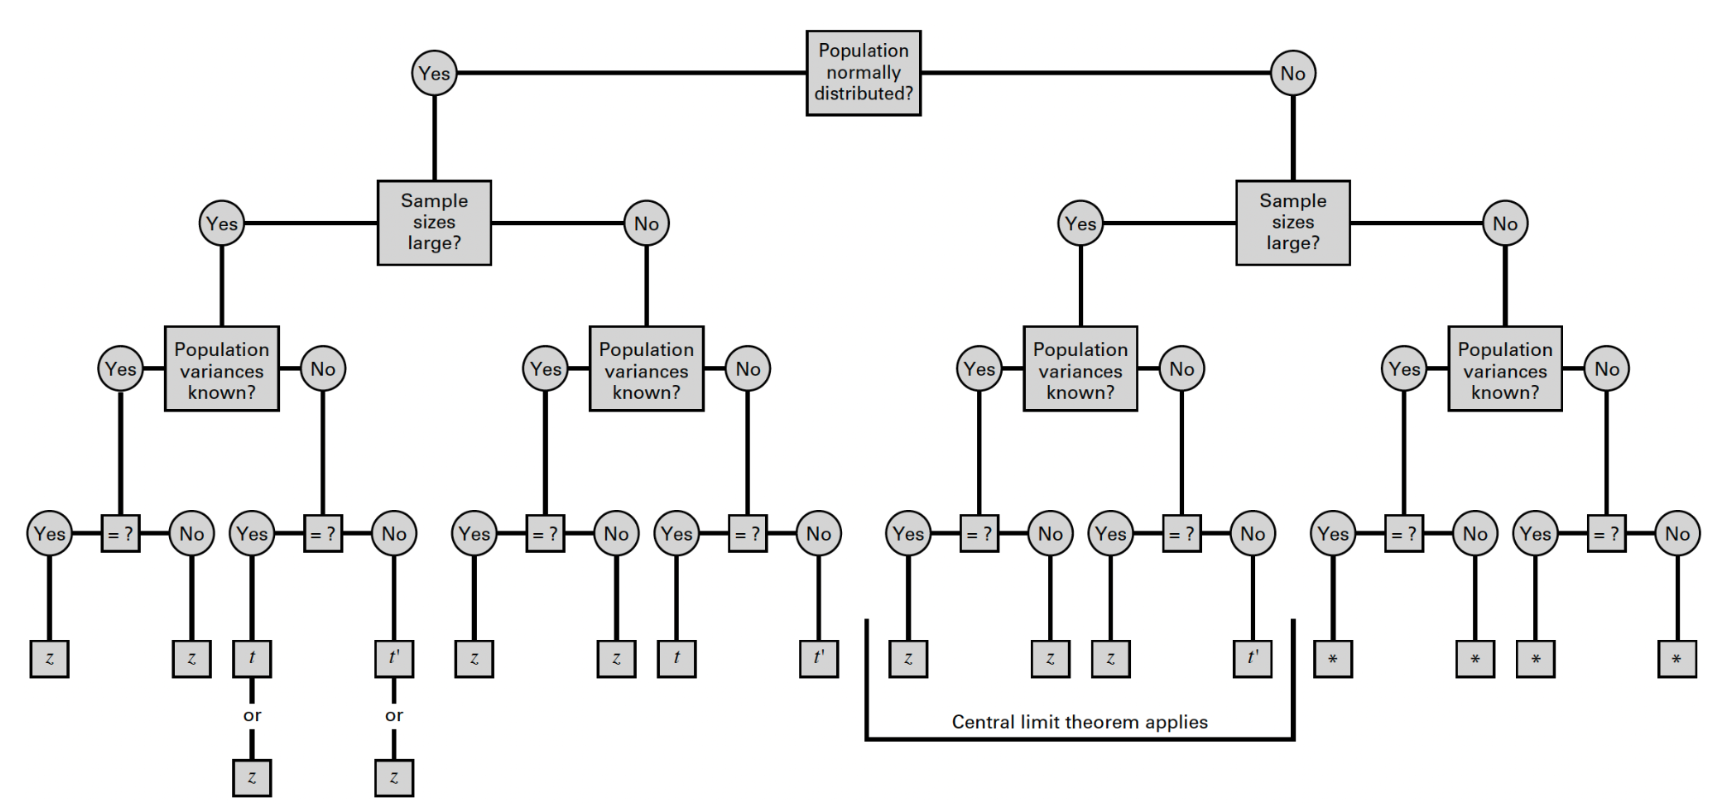 Population
normally
distributed?
Yes
No
Sample
sizes
large?
Sample
sizes
large?
Yes
No
Yes
No
Population
variances
known?
Population
variances
known?
Population
variances
known?
Population
variances
known?
Yes
No
Yes
No
Yes
No
Yes
No
Yes = ? No Yes = ? No Yes = ? No Yes = ? No Yes = ? No Yes = ? No Yes = ? No Yes = ? No
z z t t' z z t t' z z z t' * * * *
or or
Central limit theorem applies
z z